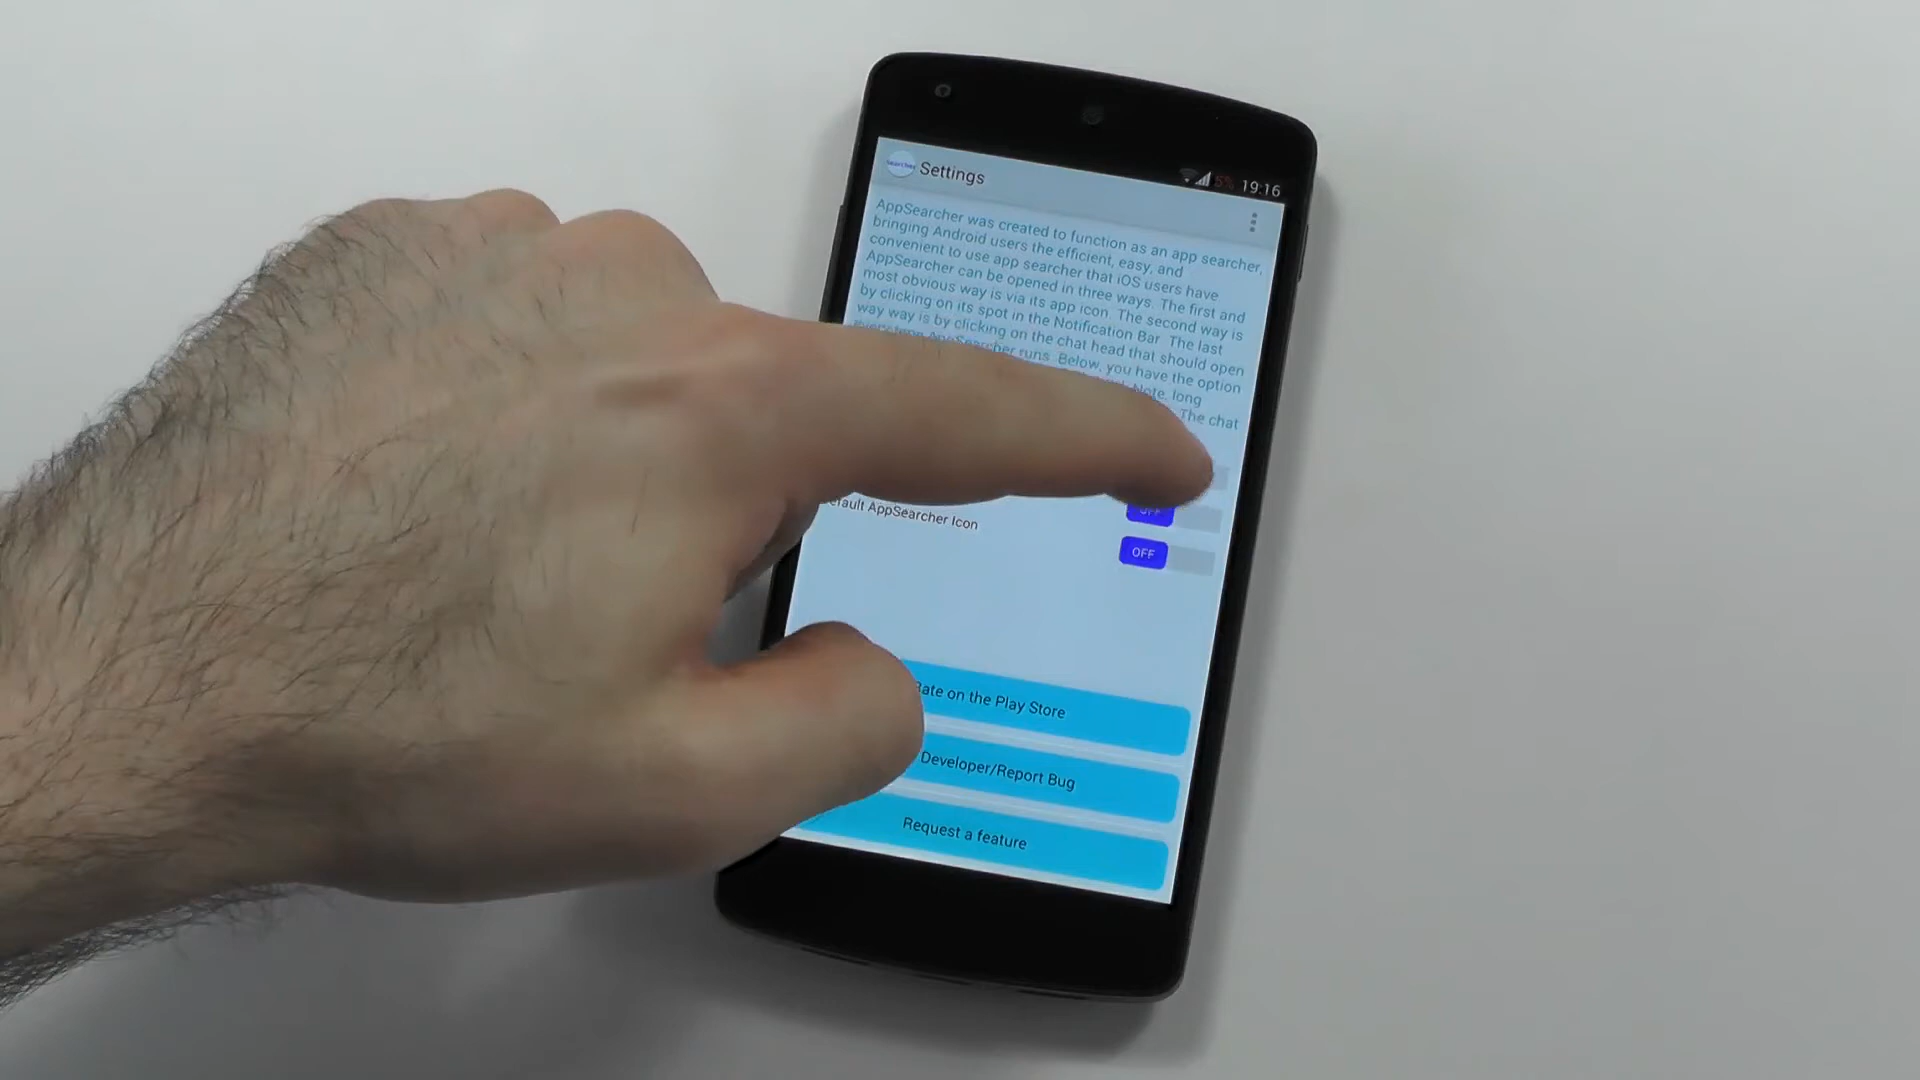 Settings
5% 19:16
AppSearcher was created to function as an app searcher,
bringing Android users the efficient, easy, and
convenient to use app searcher that iOS users have
AppSearcher can be opened in three ways. The first and
most obvious way is via its app icon. The second way is
by clicking on its spot in the Notification Bar. The last
way way is by clicking on the chat head that should open
every time AppSearcher runs. Below, you have the option
Note, long
The chat
OFF
AppSearcher Icon
OFF
Rate on the Play Store
Developer/Report Bug
Request a feature